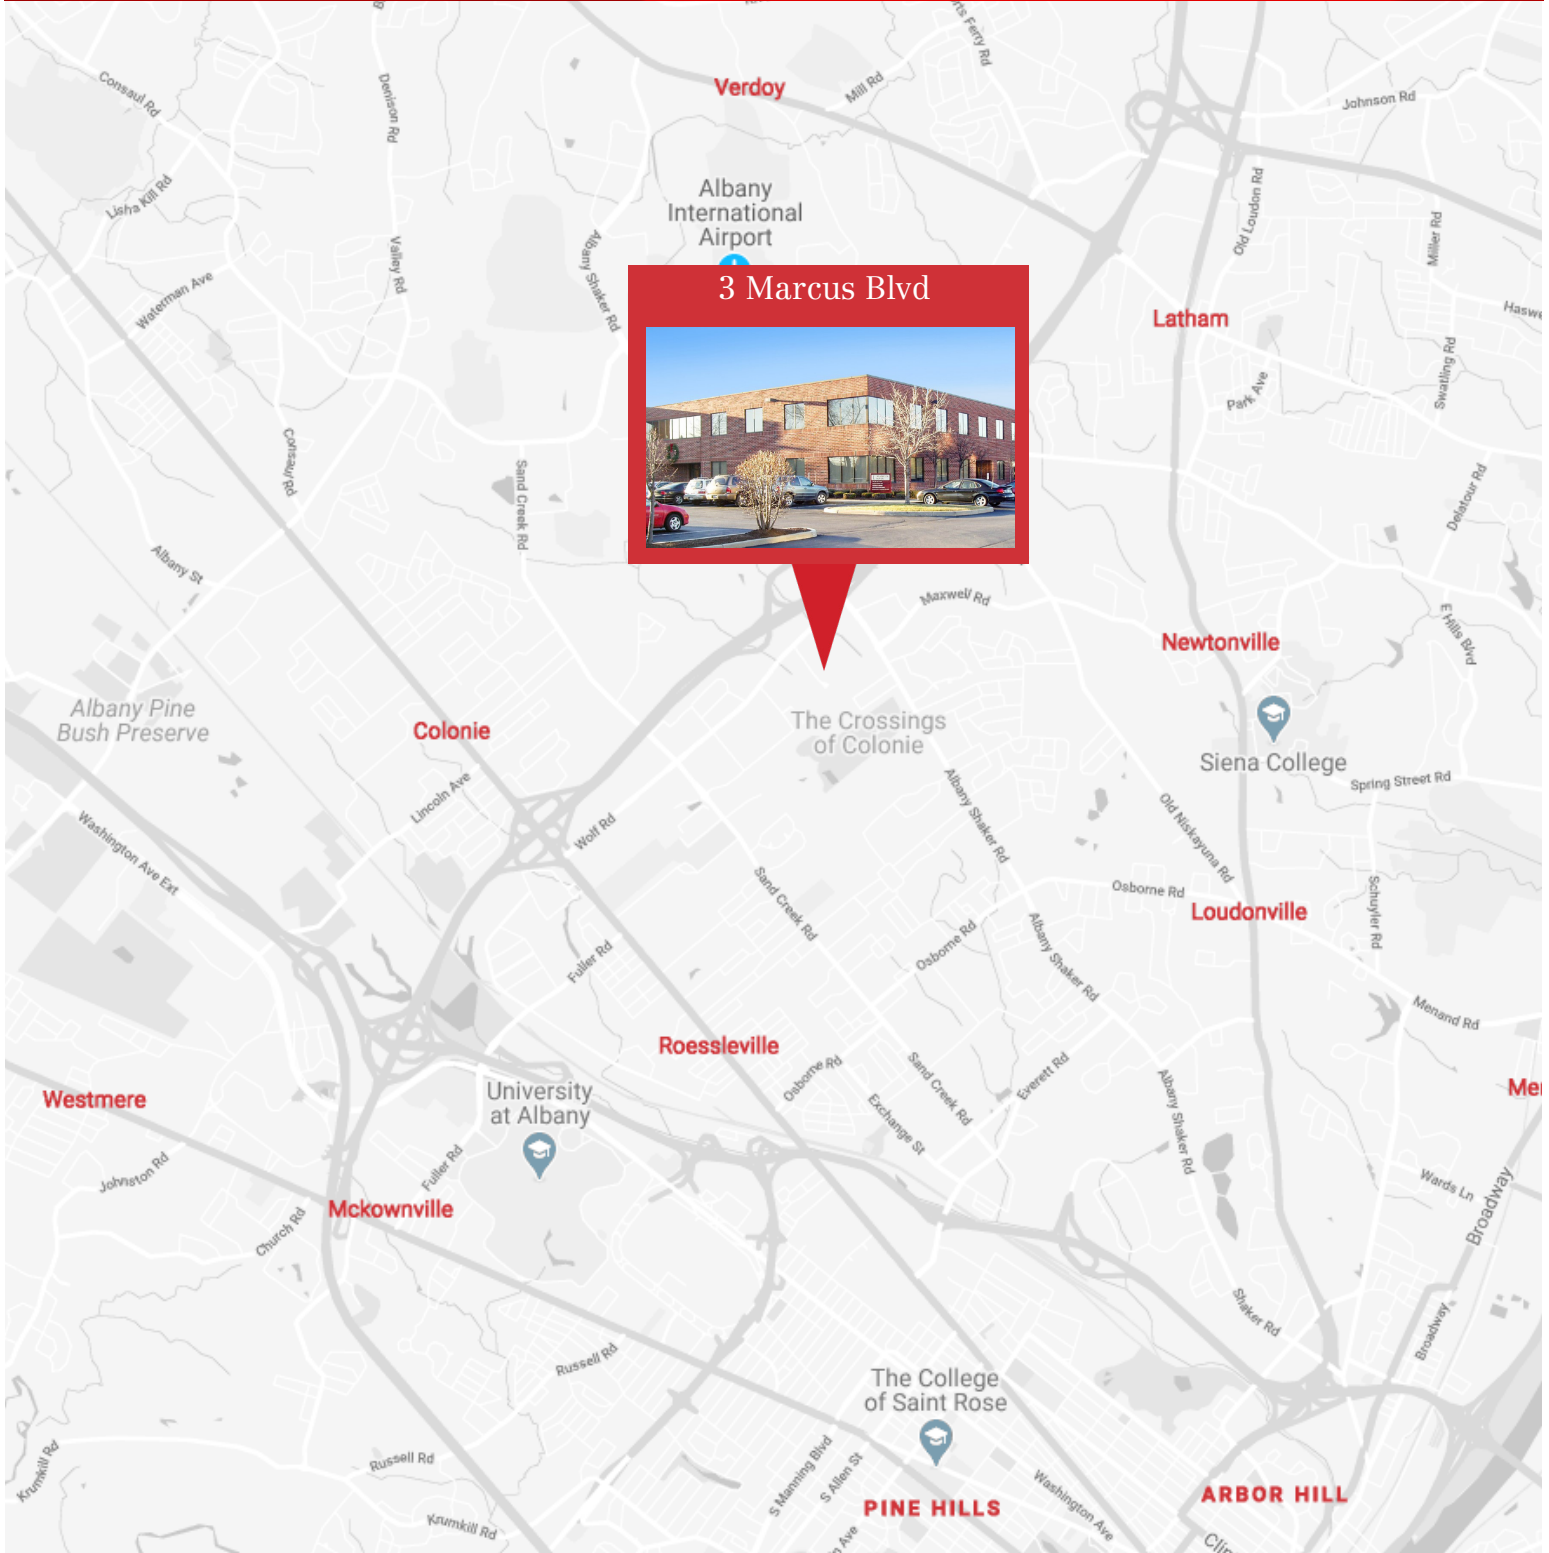 Verdoy
Mill Rd
Johnson Rd
Consaul Rd
Denison Rd
Lisha Kill Rd
Albany
International
Airport
Old Loudon Rd
Miller Rd
Valley Rd
Albany Shaker Rd
Waterman Ave
3 Marcus Blvd
Latham
Swatling Rd
Park Ave
Consaul Rd
Sand Creek Rd
Delatour Rd
Albany St
Maxwell Rd
E Hills Blvd
Newtonville
Albany Pine
Bush Preserve
Colonie
The Crossings
of Colonie
Siena College
Spring Street Rd
Lincoln Ave
Wolf Rd
Albany Shaker Rd
Old Niskayuna Rd
Washington Ave Ext
Sand Creek Rd
Osborne Rd
Loudonville
Schuyler Rd
Osborne Rd
Fuller Rd
Albany Shaker Rd
Menand Rd
Roessleville
Osborne Rd
Sand Creek Rd
Everett Rd
Exchange St
Albany Shaker Rd
Westmere
University
at Albany
Johnston Rd
Fuller Rd
Wards Ln
Broadway
Mckownville
Church Rd
Shaker Rd
Broadway
Russell Rd
The College
of Saint Rose
Russell Rd
Krumkill Rd
S Manning Blvd
S Allen St
Washington Ave
ARBOR HILL
PINE HILLS
Krumkill Rd